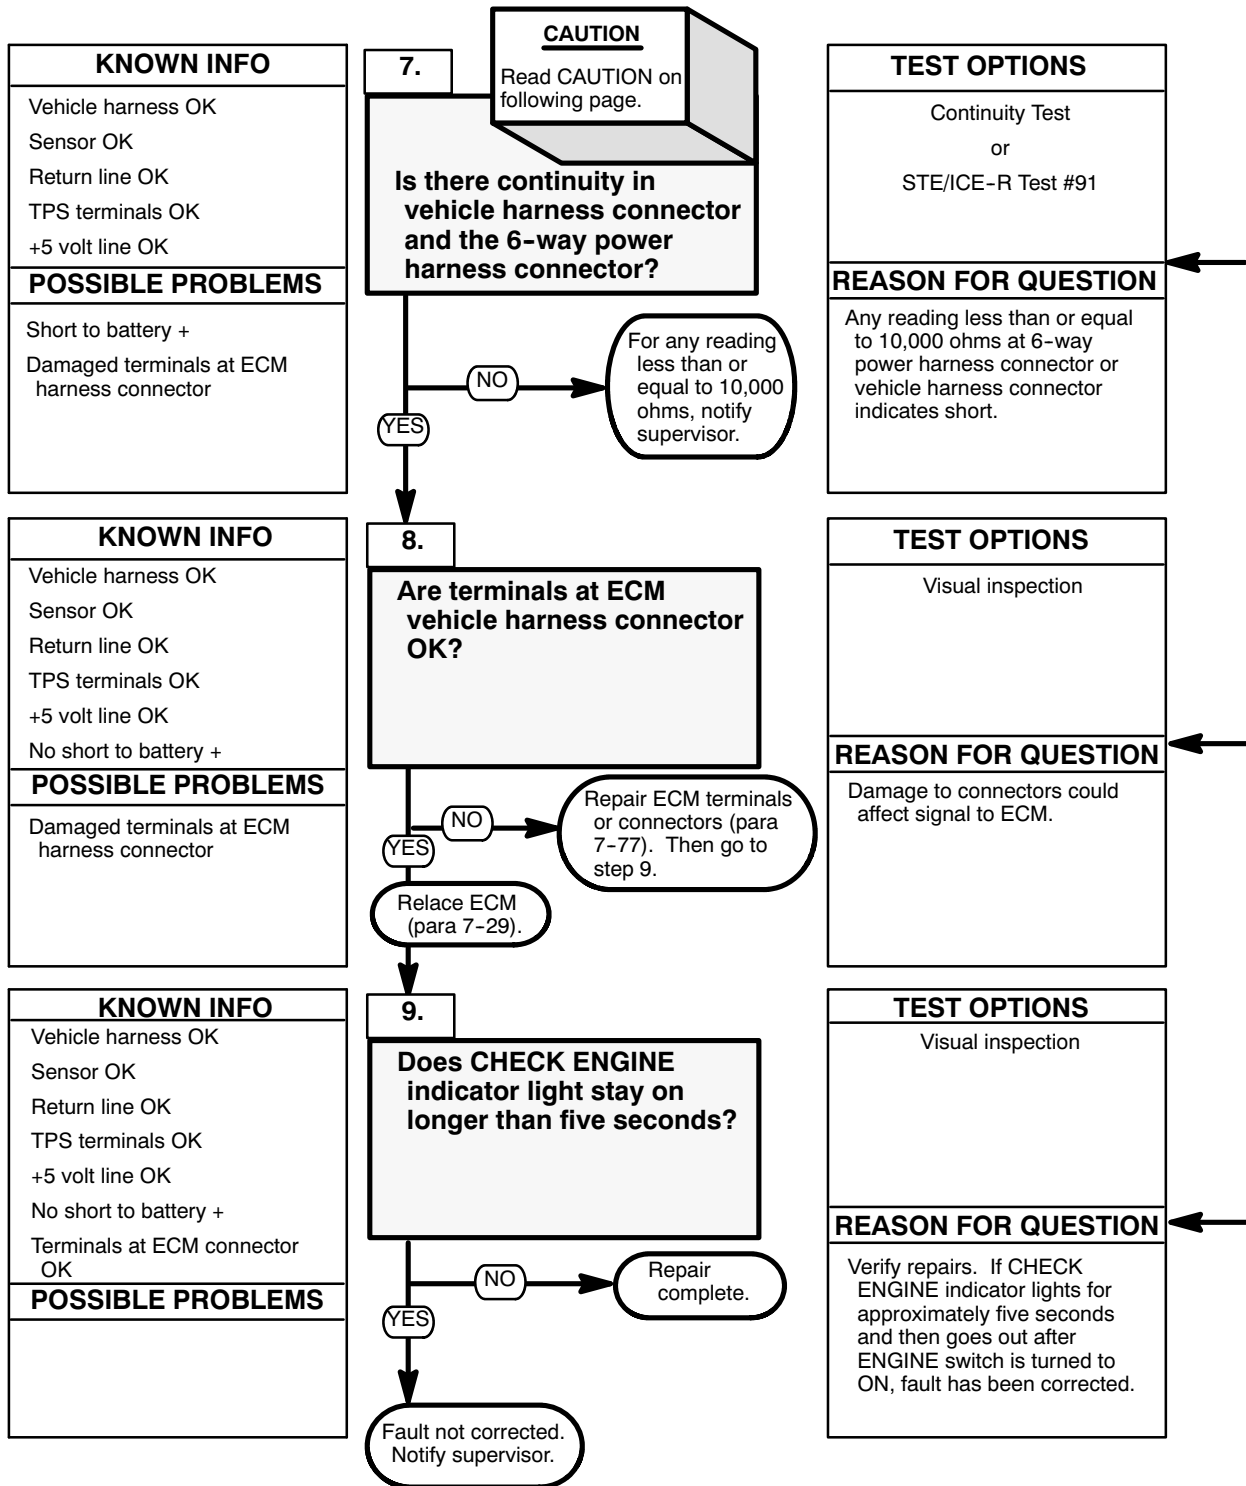 KNOWN INFO
Vehicle harness OK
Sensor OK
Return line OK
TPS terminals OK
+5 volt line OK
POSSIBLE PROBLEMS
Short to battery +
Damaged terminals at ECM
harness connector
7.
CAUTION
Read CAUTION on
following page.
Is there continuity in
vehicle harness connector
and the 6-way power
harness connector?
NO
For any reading
less than or
equal to 10,000
ohms, notify
supervisor.
YES
TEST OPTIONS
Continuity Test
or
STE/ICE-R Test #91
REASON FOR QUESTION
Any reading less than or equal
to 10,000 ohms at 6-way
power harness connector or
vehicle harness connector
indicates short.
KNOWN INFO
Vehicle harness OK
Sensor OK
Return line OK
TPS terminals OK
+5 volt line OK
No short to battery +
POSSIBLE PROBLEMS
Damaged terminals at ECM
harness connector
8.
Are terminals at ECM
vehicle harness connector
OK?
NO
Repair ECM terminals
or connectors (para
7-77). Then go to
step 9.
YES
Relace ECM
(para 7-29).
TEST OPTIONS
Visual inspection
REASON FOR QUESTION
Damage to connectors could
affect signal to ECM.
KNOWN INFO
Vehicle harness OK
Sensor OK
Return line OK
TPS terminals OK
+5 volt line OK
No short to battery +
Terminals at ECM connector
OK
POSSIBLE PROBLEMS
9.
Does CHECK ENGINE
indicator light stay on
longer than five seconds?
NO
Repair
complete.
YES
Fault not corrected.
Notify supervisor.
TEST OPTIONS
Visual inspection
REASON FOR QUESTION
Verify repairs. If CHECK
ENGINE indicator lights for
approximately five seconds
and then goes out after
ENGINE switch is turned to
ON, fault has been corrected.